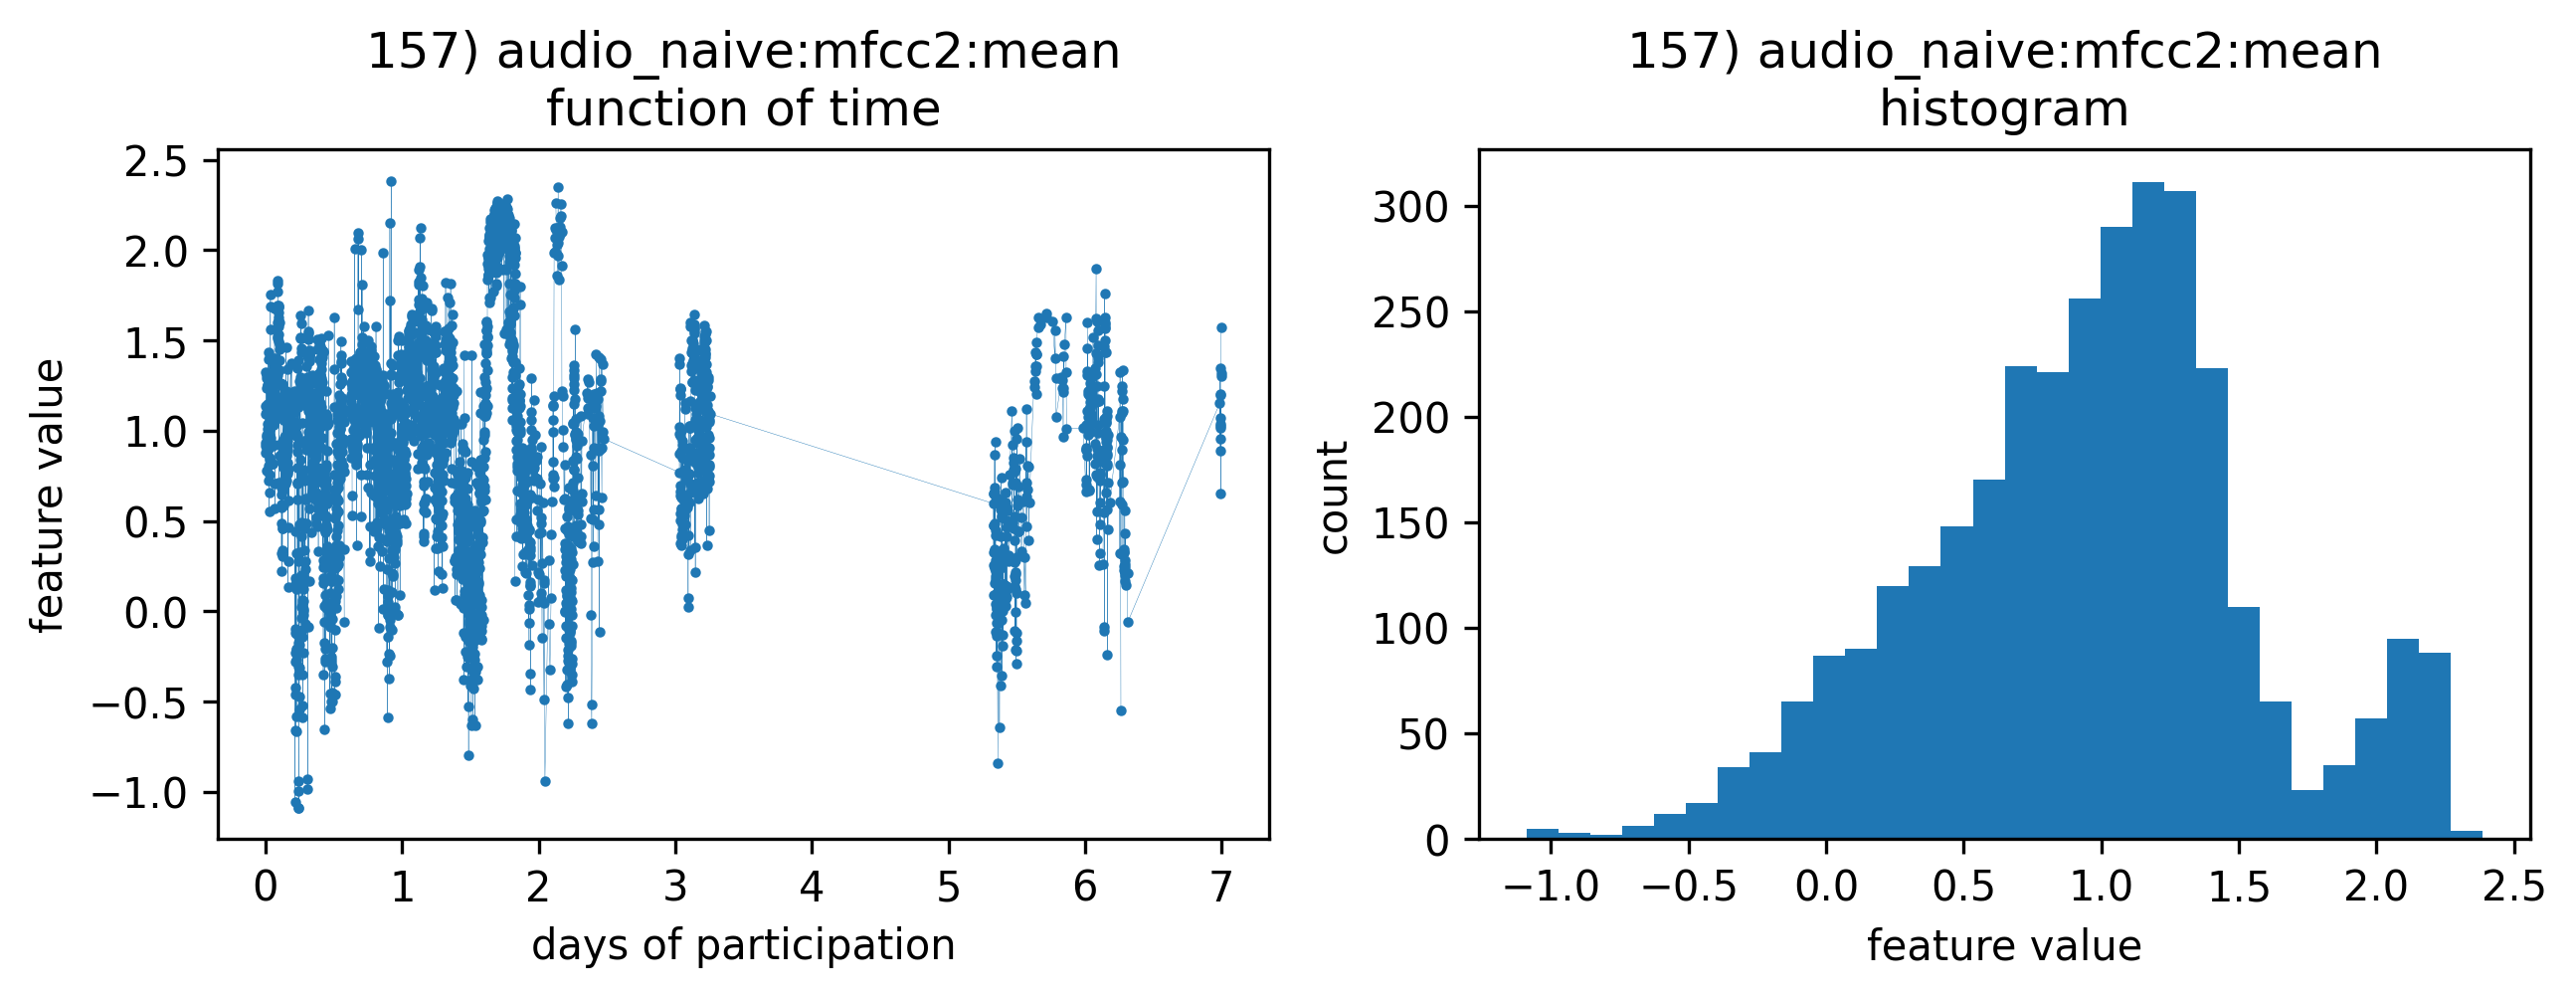 157) audio_naive:mfcc2:mean
function of time
2.5
2.0
1.5
1.0
0.5
0.0
−0.5
−1.0
feature value
0 1 2 3 4 5 6 7
days of participation
157) audio_naive:mfcc2:mean
histogram
300
250
200
150
100
50
0
count
−1.0 −0.5 0.0 0.5 1.0 1.5 2.0 2.5
feature value